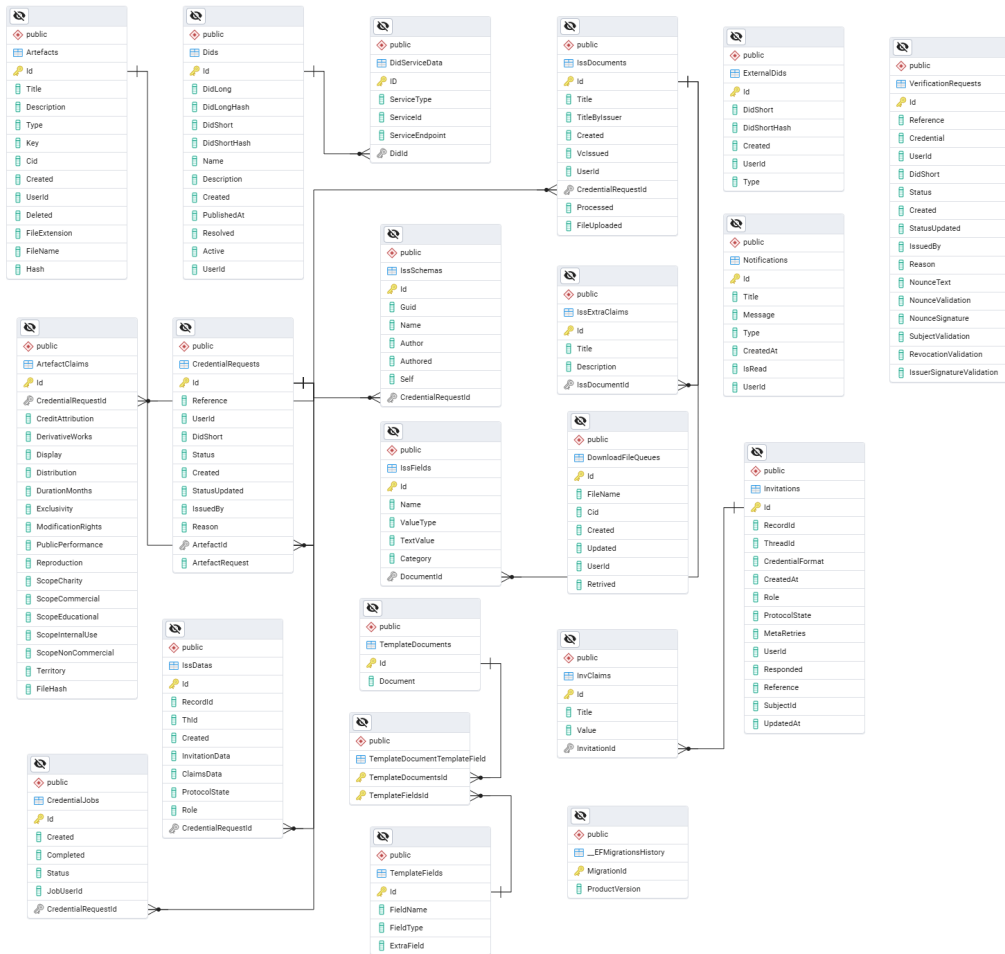 public
Artefacts
Id
Title
Description
Type
Key
Cid
Created
UserId
Deleted
FileExtension
FileName
Hash
public
Dids
Id
DidLong
DidLongHash
DidShort
DidShortHash
Name
Description
Created
PublishedAt
Resolved
Active
UserId
public
DidServiceData
ID
ServiceType
ServiceId
ServiceEndpoint
DidId
public
IssDocuments
Id
Title
TitleByIssuer
Created
VcIssued
UserId
CredentialRequestId
Processed
FileUploaded
public
ExternalDids
Id
DidShort
DidShortHash
Created
UserId
Type
public
VerificationRequests
Id
Reference
Credential
UserId
DidShort
Status
Created
StatusUpdated
IssuedBy
Reason
NounceText
NounceValidation
NounceSignature
SubjectValidation
RevocationValidation
IssuerSignatureValidation
public
Notifications
Id
Title
Message
Type
CreatedAt
IsRead
UserId
public
IssSchemas
Id
Guid
Name
Author
Authored
Self
CredentialRequestId
public
IssExtraClaims
Id
Title
Description
IssDocumentId
public
ArtefactClaims
Id
CredentialRequestId
CreditAttribution
DerivativeWorks
Display
Distribution
DurationMonths
Exclusivity
ModificationRights
PublicPerformance
Reproduction
ScopeCharity
ScopeCommercial
ScopeEducational
ScopeInternalUse
ScopeNonCommercial
Territory
FileHash
public
CredentialRequests
Id
Reference
UserId
DidShort
Status
Created
StatusUpdated
IssuedBy
Reason
ArtefactId
ArtefactRequest
public
IssFields
Id
Name
ValueType
TextValue
Category
DocumentId
public
DownloadFileQueues
Id
FileName
Cid
Created
Updated
UserId
Retrived
public
Invitations
Id
RecordId
ThreadId
CredentialFormat
CreatedAt
Role
ProtocolState
MetaRetries
UserId
Responded
Reference
SubjectId
UpdatedAt
public
TemplateDocuments
Id
Document
public
IssDatas
Id
RecordId
ThId
Created
InvitationData
ClaimsData
ProtocolState
Role
CredentialRequestId
public
InvClaims
Id
Title
Value
InvitationId
public
TemplateDocumentTemplateField
TemplateDocumentsId
TemplateFieldsId
public
CredentialJobs
Id
Created
Completed
Status
JobUserId
CredentialRequestId
public
__EFMigrationsHistory
MigrationId
ProductVersion
public
TemplateFields
Id
FieldName
FieldType
ExtraField